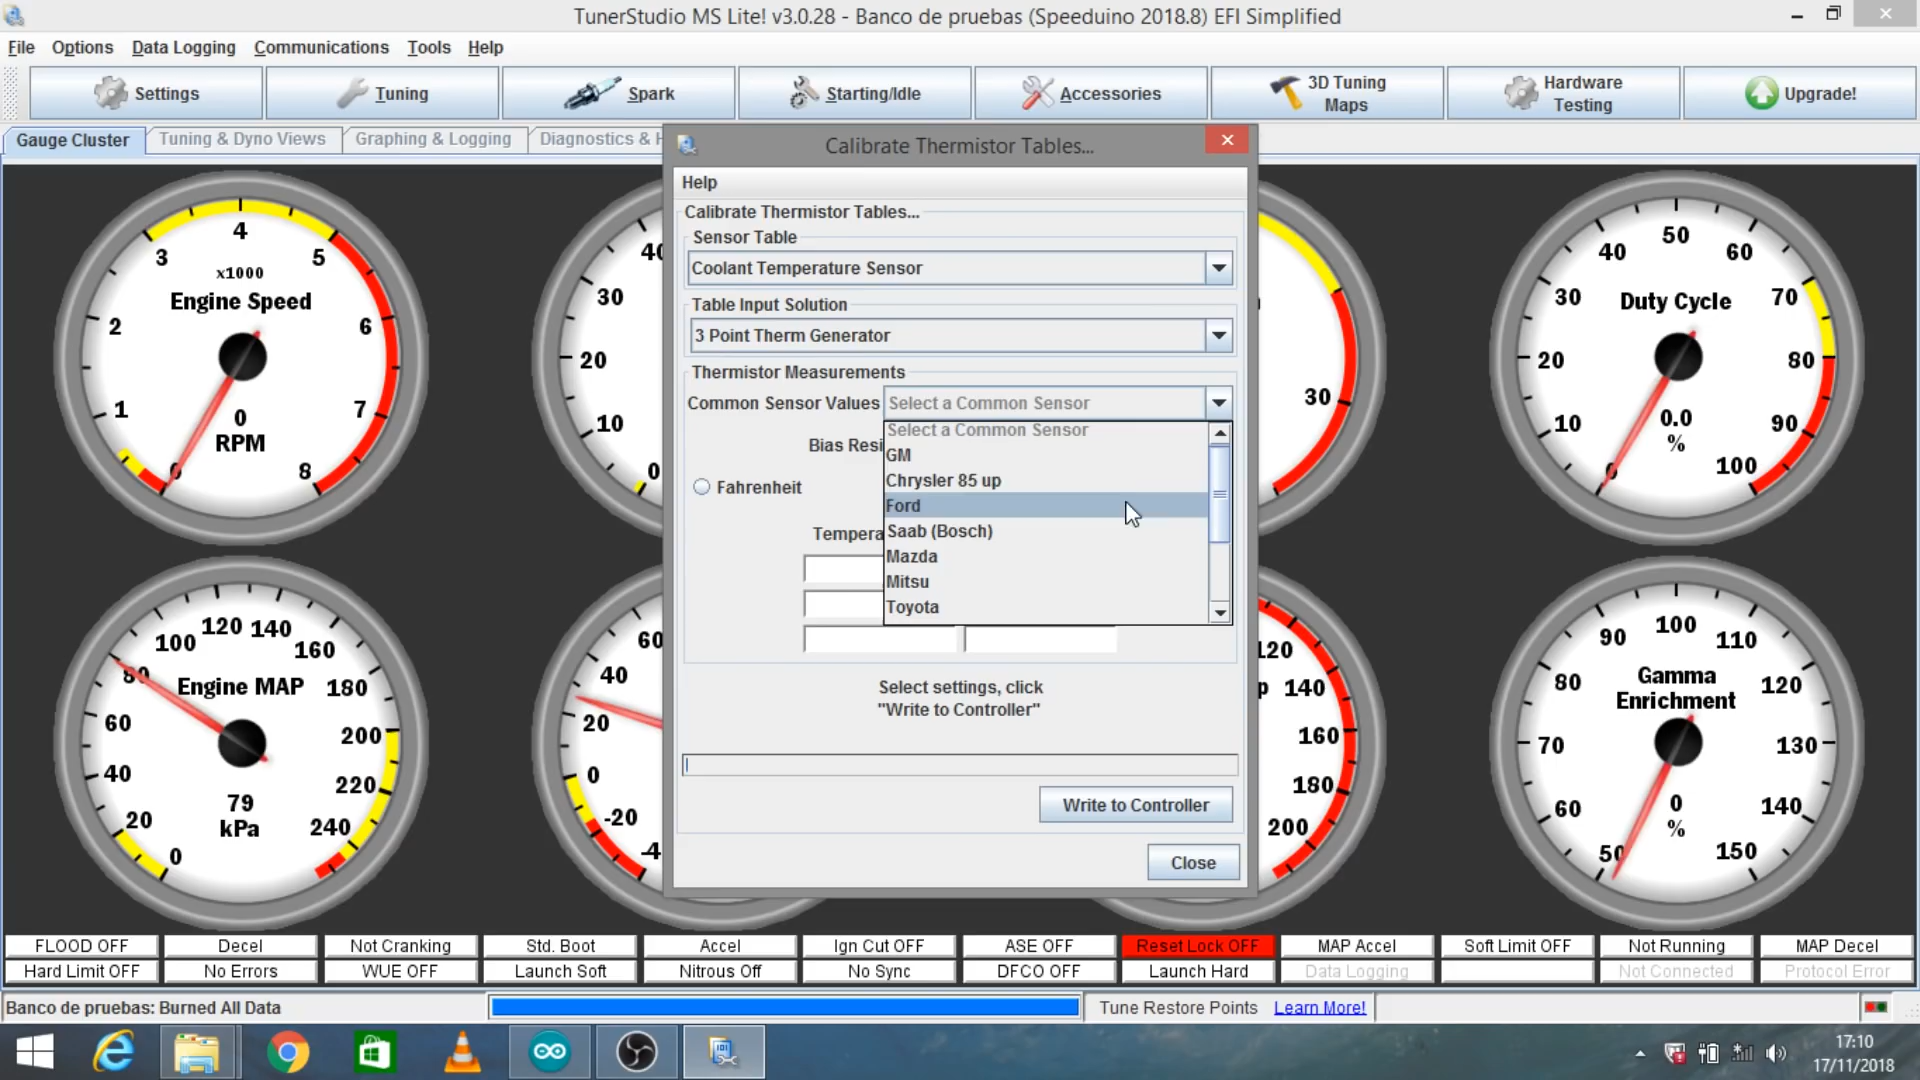 TunerStudio MS Lite! v3.0.28 - Banco de pruebas (Speeduino 2018.8) EFI Simplified
File Options Data Logging Communications Tools Help
Settings
Tuning
Spark
Starting/Idle
Accessories
3D Tuning
Maps
Hardware
Testing
Upgrade!
Gauge Cluster
Tuning & Dyno Views
Graphing & Logging
Diagnostics & H
0
1
2
3
4
5
6
7
8
x1000
Engine Speed
0
RPM
0
10
20
30
40
Calibrate Thermistor Tables...
Help
Calibrate Thermistor Tables...
Sensor Table
Coolant Temperature Sensor
Table Input Solution
3 Point Therm Generator
Thermistor Measurements
Common Sensor Values
Select a Common Sensor
Select a Common Sensor
GM
Chrysler 85 up
Ford
Saab (Bosch)
Mazda
Mitsu
Toyota
Bias Resi
Fahrenheit
Tempera
Select settings, click
"Write to Controller"
Write to Controller
Close
30
0
10
20
30
40
50
60
70
80
90
100
Duty Cycle
0.0
%
0
20
40
60
80
100
120
140
160
180
200
220
240
Engine MAP
79
kPa
-4
-20
0
20
40
60
120
140
160
180
200
p
50
60
70
80
90
100
110
120
130
140
150
Gamma
Enrichment
0
%
FLOOD OFF
Decel
Not Cranking
Std. Boot
Accel
Ign Cut OFF
ASE OFF
Reset Lock OFF
MAP Accel
Soft Limit OFF
Not Running
MAP Decel
Hard Limit OFF
No Errors
WUE OFF
Launch Soft
Nitrous Off
No Sync
DFCO OFF
Launch Hard
Data Logging
Not Connected
Protocol Error
Banco de pruebas: Burned All Data
Tune Restore Points
Learn More!
17:10
17/11/2018